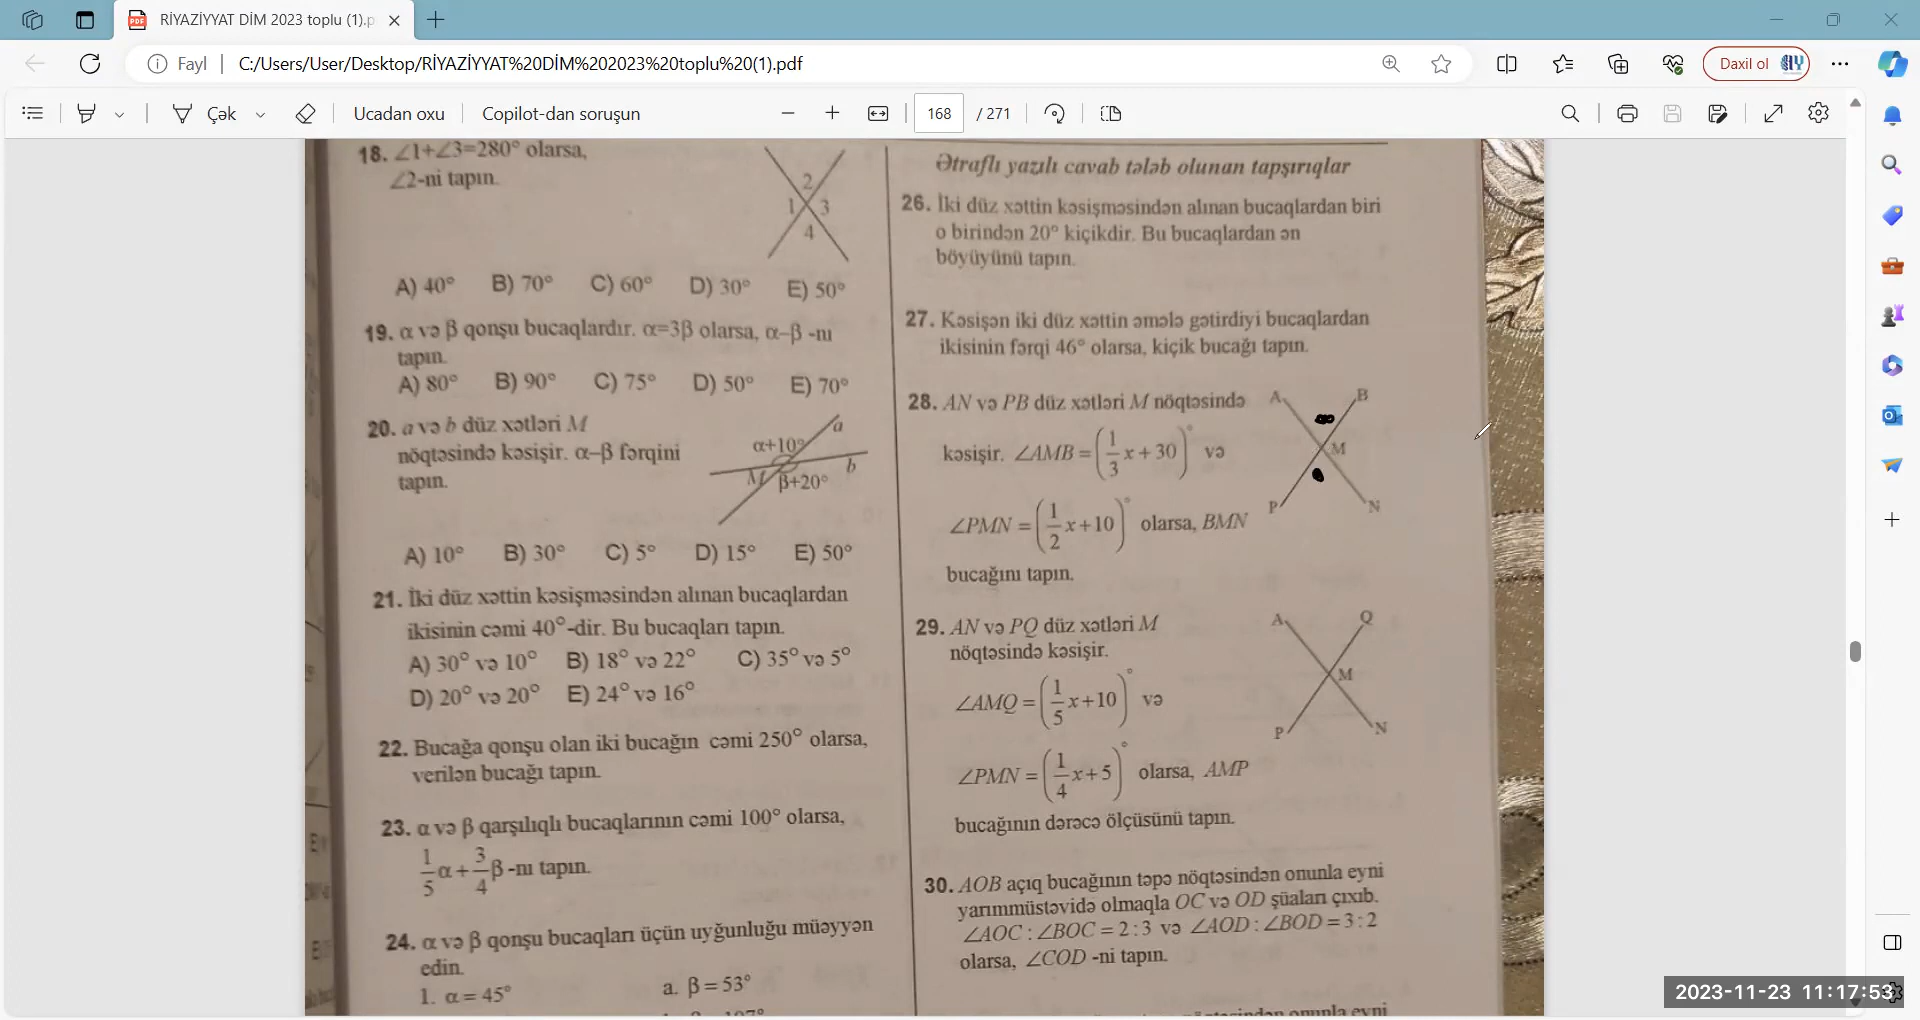 RİYAZİYYAT DİM 2023 toplu (1).p
Fayl
C:/Users/User/Desktop/RİYAZİYYAT%20DİM%202023%20toplu%20(1).pdf
Daxil ol
Çək
Ucadan oxu
Copilot-dan soruşun
168 / 271
18. ∠1+∠3=280° olarsa,
∠2-ni tapın.
2
1 3
4
A) 40° B) 70° C) 60° D) 30° E) 50°
19. α və β qonşu bucaqlardır. α=3β olarsa, α–β -nı
tapın.
A) 80° B) 90° C) 75° D) 50° E) 70°
20. a və b düz xətləri M
nöqtəsində kəsişir. α–β fərqini
tapın.
a
α+10°
b
M β+20°
A) 10° B) 30° C) 5° D) 15° E) 50°
21. İki düz xəttin kəsişməsindən alınan bucaqlardan
ikisinin cəmi 40°-dir. Bu bucaqları tapın.
A) 30° və 10° B) 18° və 22° C) 35° və 5°
D) 20° və 20° E) 24° və 16°
22. Bucağa qonşu olan iki bucağın cəmi 250° olarsa,
verilən bucağı tapın.
23. α və β qarşılıqlı bucaqlarının cəmi 100° olarsa,
1/5 α + 3/4 β -nı tapın.
24. α və β qonşu bucaqları üçün uyğunluğu müəyyən
edin.
1. α = 45° a. β = 53°
Ətraflı yazılı cavab tələb olunan tapşırıqlar
26. İki düz xəttin kəsişməsindən alınan bucaqlardan biri
o birindən 20° kiçikdir. Bu bucaqlardan ən
böyüyünü tapın.
27. Kəsişən iki düz xəttin əmələ gətirdiyi bucaqlardan
ikisinin fərqi 46° olarsa, kiçik bucağı tapın.
28. AN və PB düz xətləri M nöqtəsində
kəsişir. ∠AMB = (1/3 x + 30)° və
∠PMN = (1/2 x + 10)° olarsa, BMN
bucağını tapın.
A B
M
P N
29. AN və PQ düz xətləri M
nöqtəsində kəsişir.
∠AMQ = (1/5 x + 10)° və
∠PMN = (1/4 x + 5)° olarsa, AMP
bucağının dərəcə ölçüsünü tapın.
A Q
M
P N
30. AOB açıq bucağının təpə nöqtəsindən onunla eyni
yarımmüstəvidə olmaqla OC və OD şüaları çıxıb.
∠AOC : ∠BOC = 2 : 3 və ∠AOD : ∠BOD = 3 : 2
olarsa, ∠COD -ni tapın.
2023-11-23 11:17:53